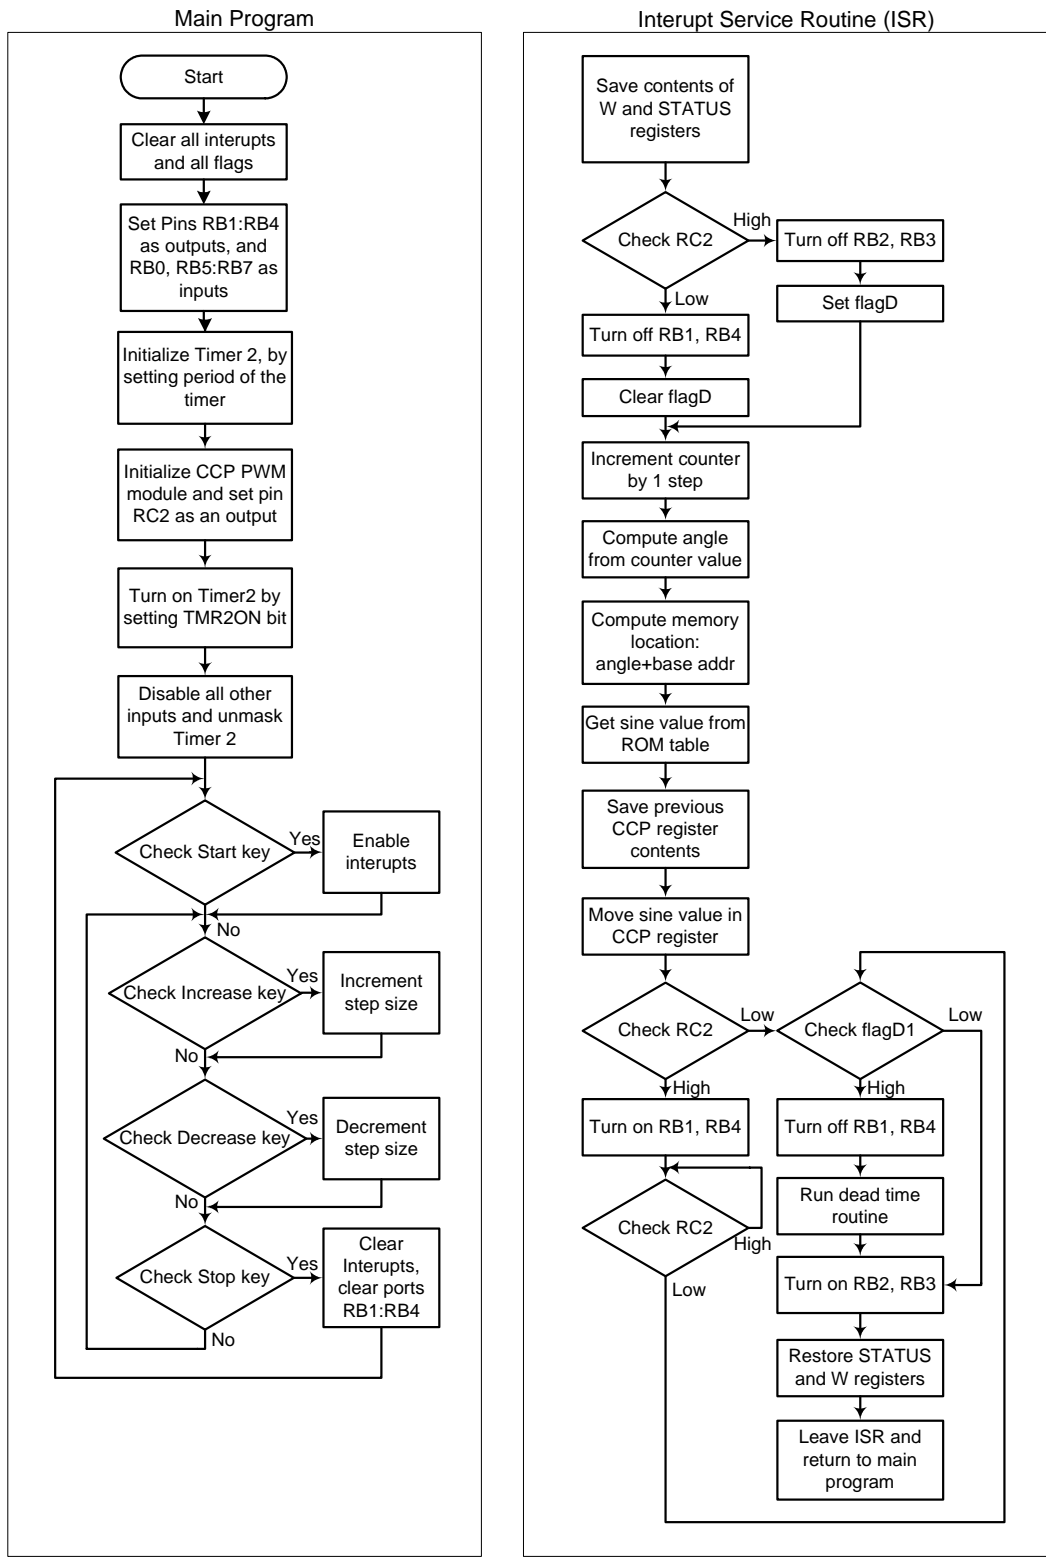 Main Program
Start
Clear all interupts
and all flags
Set Pins RB1:RB4
as outputs, and
RB0, RB5:RB7 as
inputs
Initialize Timer 2, by
setting period of the
timer
Initialize CCP PWM
module and set pin
RC2 as an output
Turn on Timer2 by
setting TMR2ON bit
Disable all other
inputs and unmask
Timer 2
Check Start key
Yes
Enable
interupts
No
Check Increase key
Yes
Increment
step size
No
Check Decrease key
Yes
Decrement
step size
No
Check Stop key
Yes
Clear
Interupts,
clear ports
RB1:RB4
No
Interupt Service Routine (ISR)
Save contents of
W and STATUS
registers
Check RC2
High
Turn off RB2, RB3
Set flagD
Low
Turn off RB1, RB4
Clear flagD
Increment counter
by 1 step
Compute angle
from counter value
Compute memory
location:
angle+base addr
Get sine value from
ROM table
Save previous
CCP register
contents
Move sine value in
CCP register
Check RC2
Low
Check flagD1
Low
High
Turn on RB1, RB4
Check RC2
High
Low
High
Turn off RB1, RB4
Run dead time
routine
Turn on RB2, RB3
Restore STATUS
and W registers
Leave ISR and
return to main
program